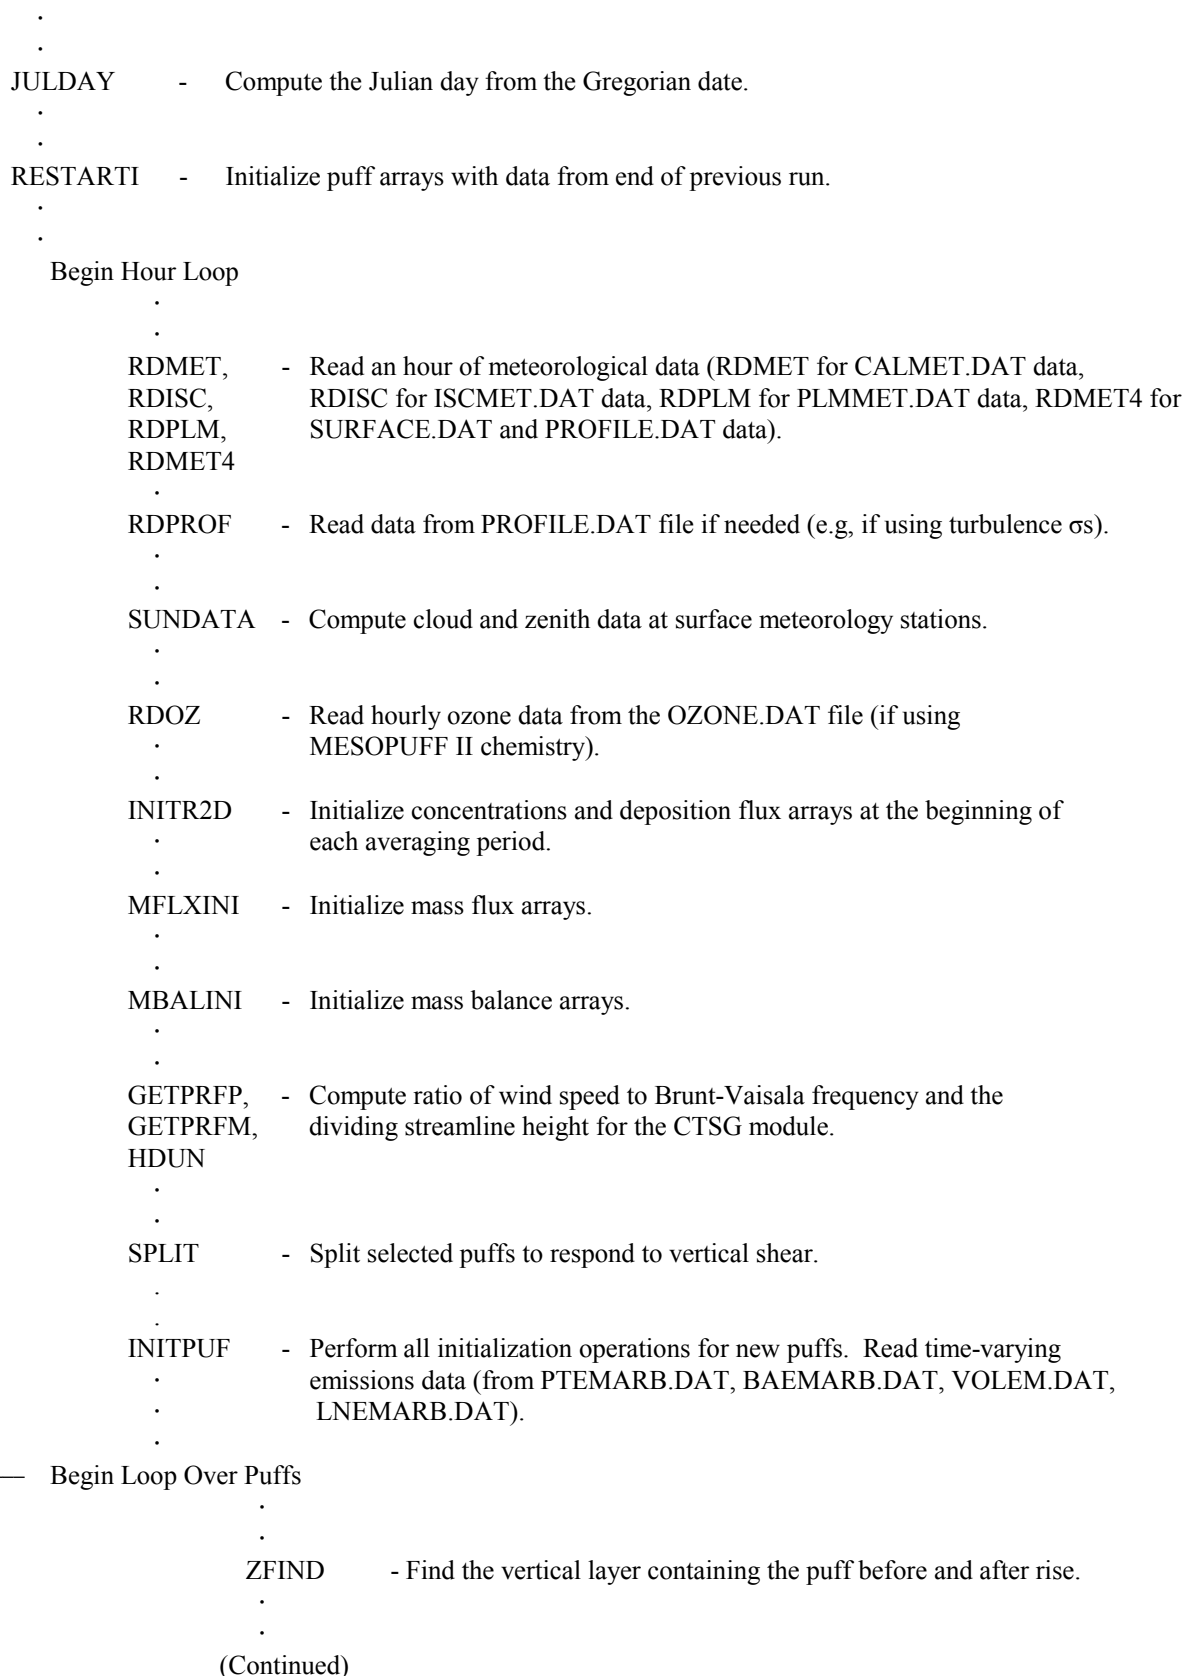 JULDAY - Compute the Julian day from the Gregorian date.
RESTARTI - Initialize puff arrays with data from end of previous run.
Begin Hour Loop
RDMET, - Read an hour of meteorological data (RDMET for CALMET.DAT data,
RDISC, RDISC for ISCMET.DAT data, RDPLM for PLMMET.DAT data, RDMET4 for
RDPLM, SURFACE.DAT and PROFILE.DAT data).
RDMET4
RDPROF - Read data from PROFILE.DAT file if needed (e.g, if using turbulence σs).
SUNDATA - Compute cloud and zenith data at surface meteorology stations.
RDOZ - Read hourly ozone data from the OZONE.DAT file (if using
MESOPUFF II chemistry).
INITR2D - Initialize concentrations and deposition flux arrays at the beginning of
each averaging period.
MFLXINI - Initialize mass flux arrays.
MBALINI - Initialize mass balance arrays.
GETPRFP, - Compute ratio of wind speed to Brunt-Vaisala frequency and the
GETPRFM, dividing streamline height for the CTSG module.
HDUN
SPLIT - Split selected puffs to respond to vertical shear.
INITPUF - Perform all initialization operations for new puffs. Read time-varying
emissions data (from PTEMARB.DAT, BAEMARB.DAT, VOLEM.DAT,
LNEMARB.DAT).
— Begin Loop Over Puffs
ZFIND - Find the vertical layer containing the puff before and after rise.
(Continued)